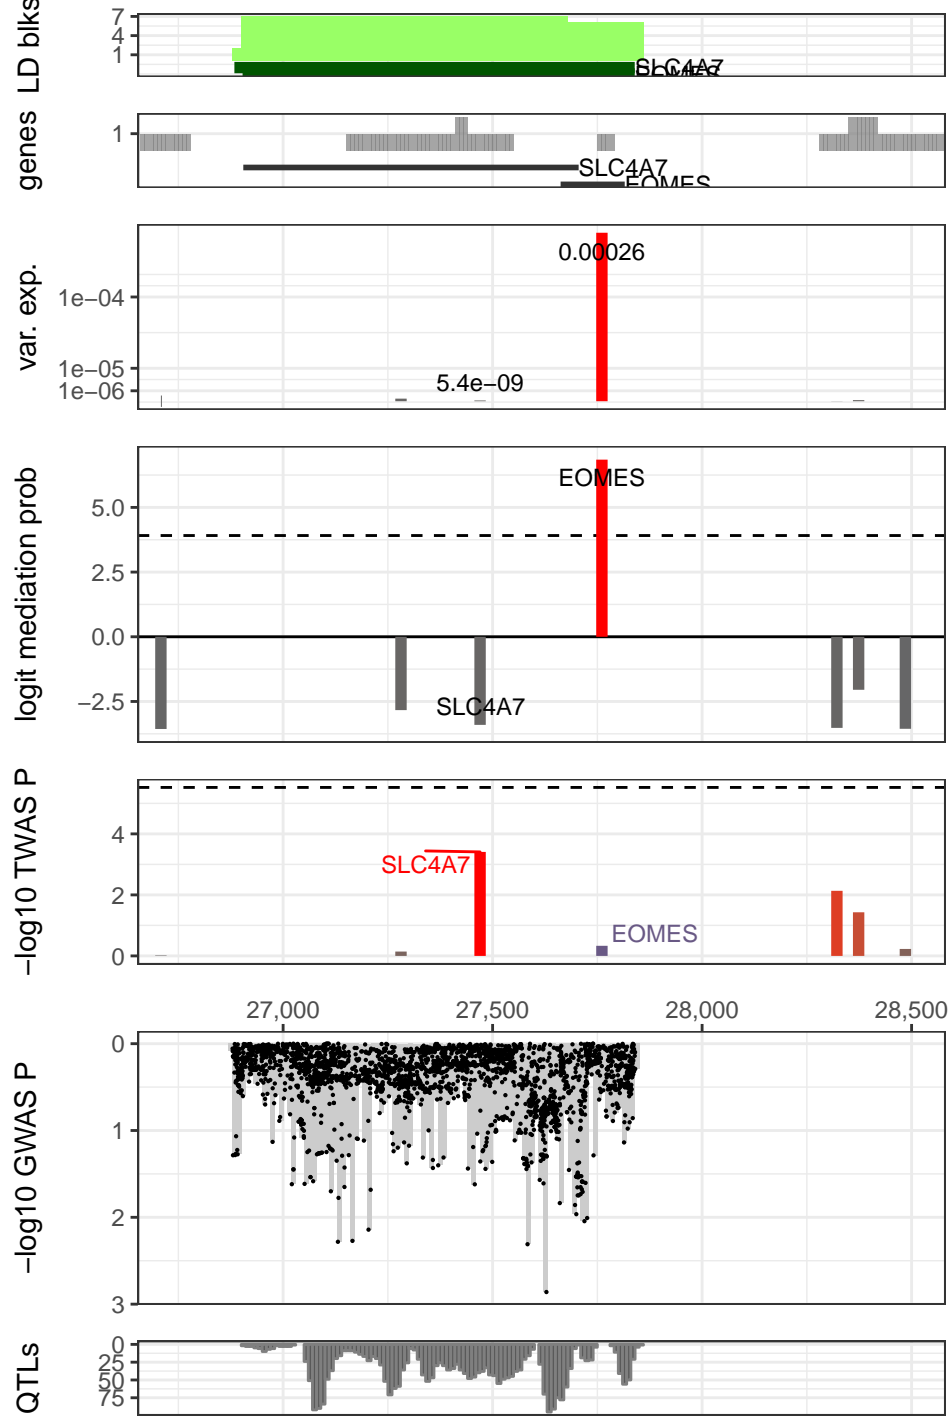 LD blks
7
4
1
SLC4A7
EOMES
genes
1
SLC4A7
EOMES
var. exp.
1e−04
1e−05
1e−06
0.00026
5.4e−09
logit mediation prob
5.0
2.5
0.0
−2.5
EOMES
SLC4A7
−log10 TWAS P
4
2
0
SLC4A7
EOMES
27,000 27,500 28,000 28,500
−log10 GWAS P
0
1
2
3
QTLs
0
25
50
75